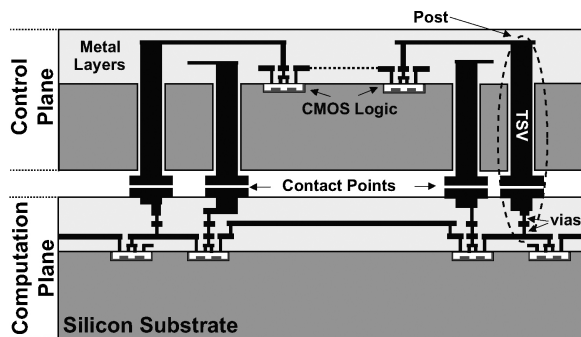 Post
Metal
Layers
Control
Plane
CMOS Logic
TSV
Contact Points
Computation
Plane
vias
Silicon Substrate